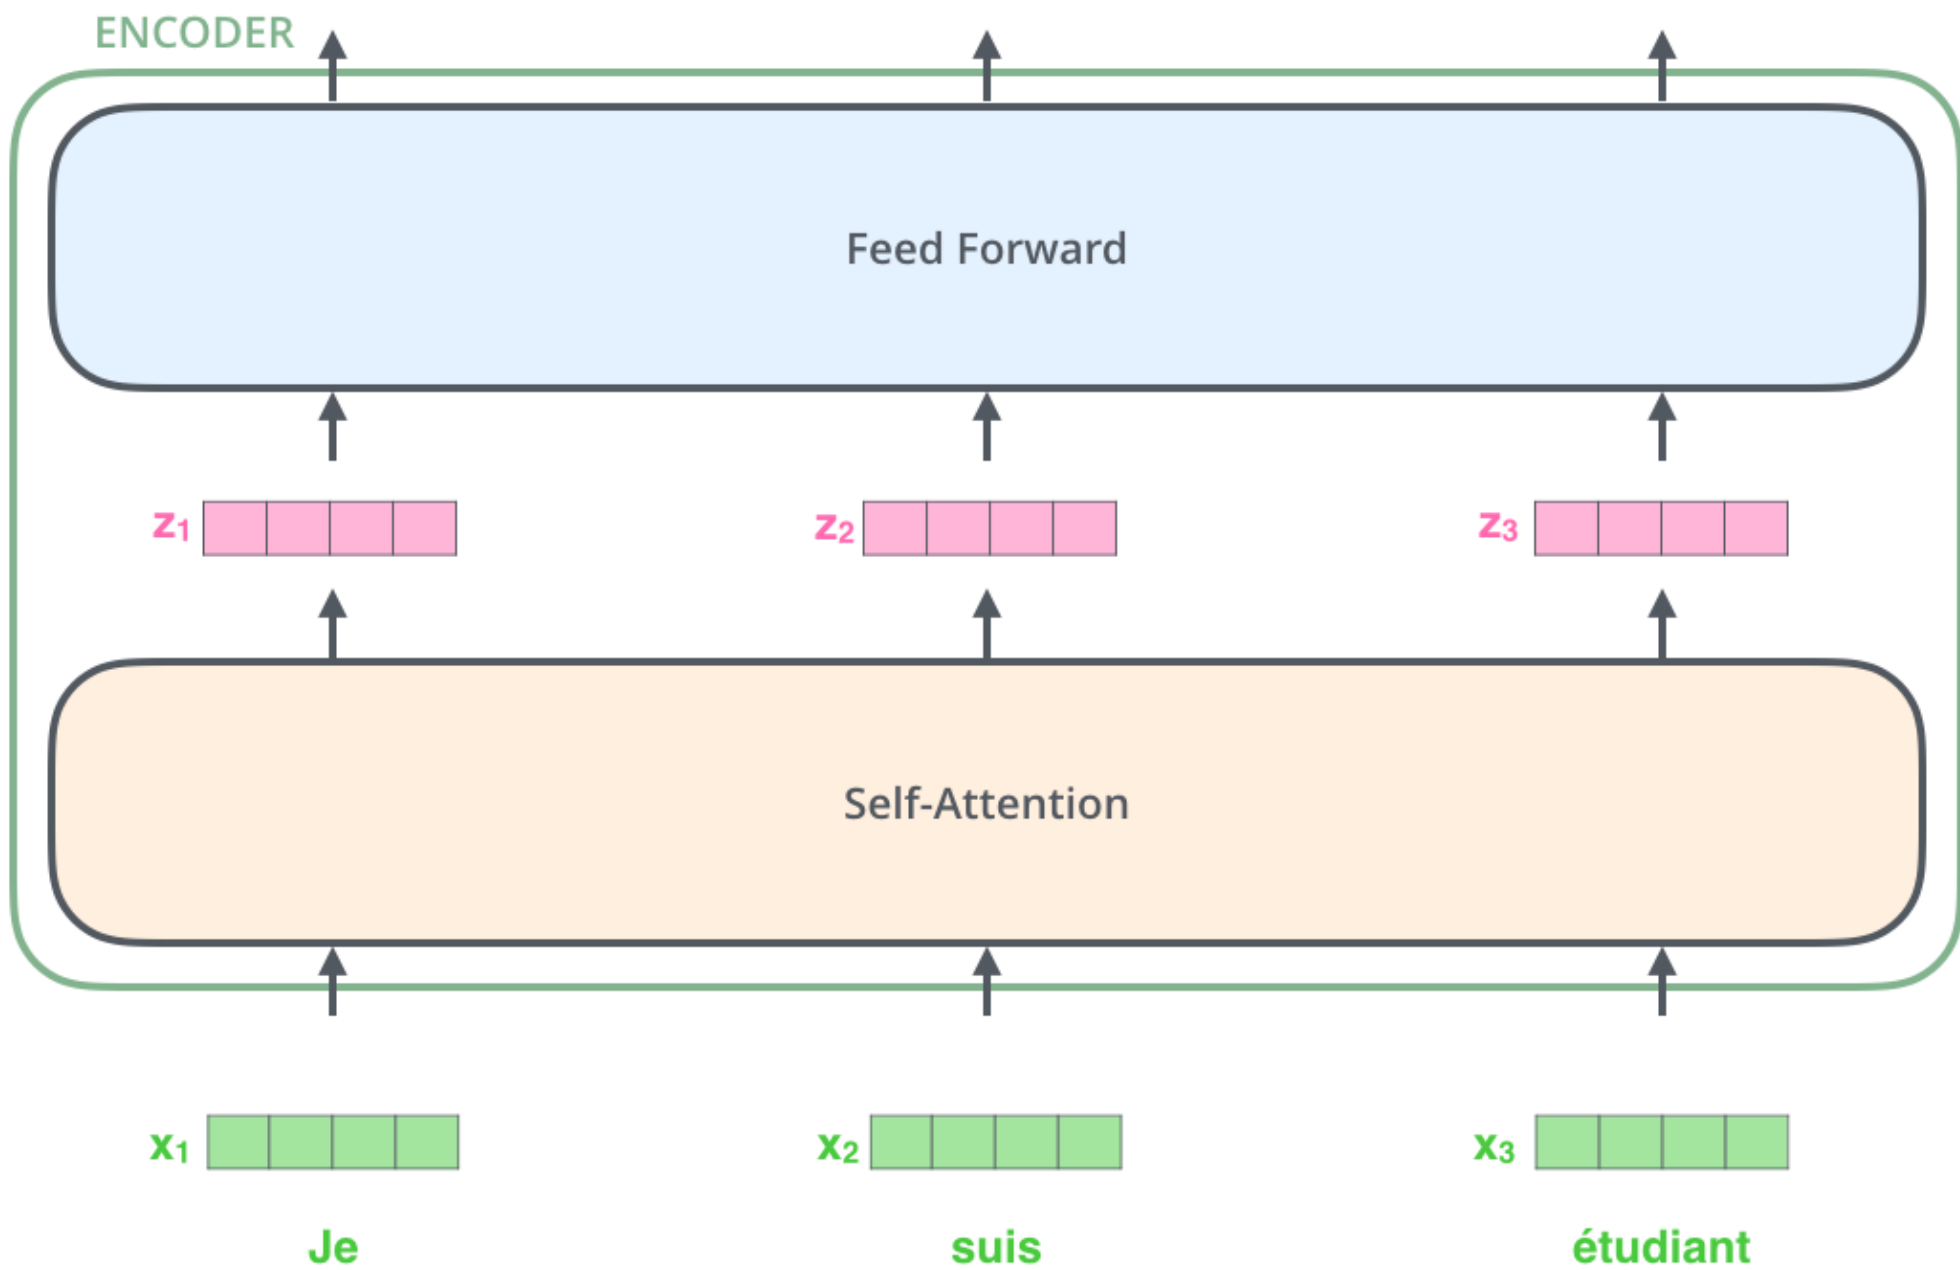 ENCODER
Feed Forward
z1 z2 z3
Self-Attention
x1 x2 x3
Je suis étudiant